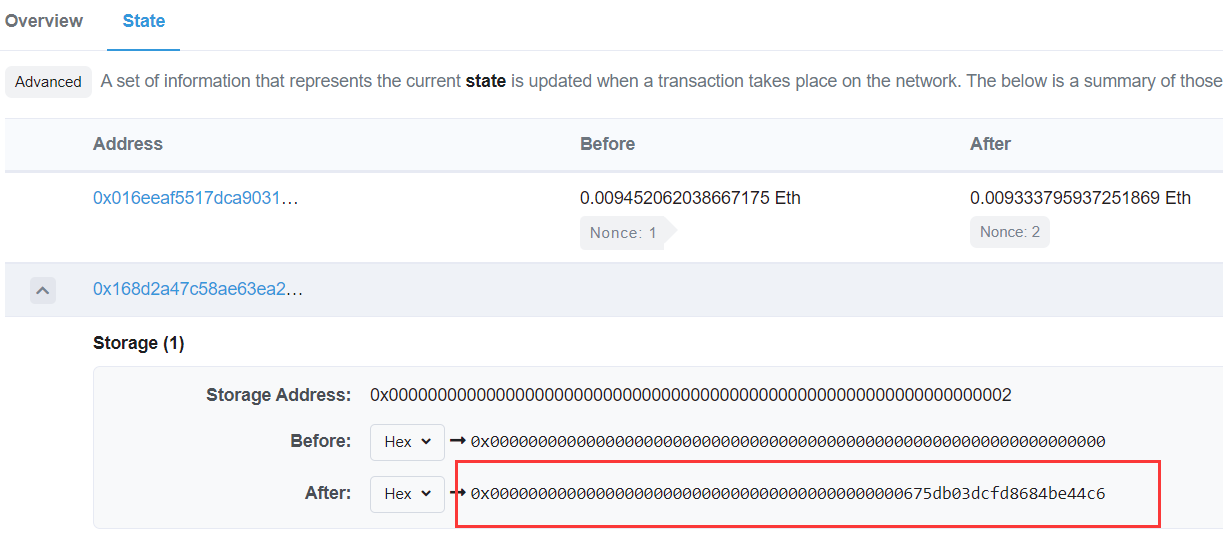 Overview State
Advanced A set of information that represents the current state is updated when a transaction takes place on the network. The below is a summary of those
Address Before After
0x016eeaf5517dca9031... 0.009452062038667175 Eth 0.009333795937251869 Eth
Nonce: 1 Nonce: 2
0x168d2a47c58ae63ea2...
Storage (1)
Storage Address: 0x0000000000000000000000000000000000000000000000000000000000000002
Before: Hex 0x0000000000000000000000000000000000000000000000000000000000000000
After: Hex 0x000000000000000000000000000000000000000000675db03dcfd8684be44c6